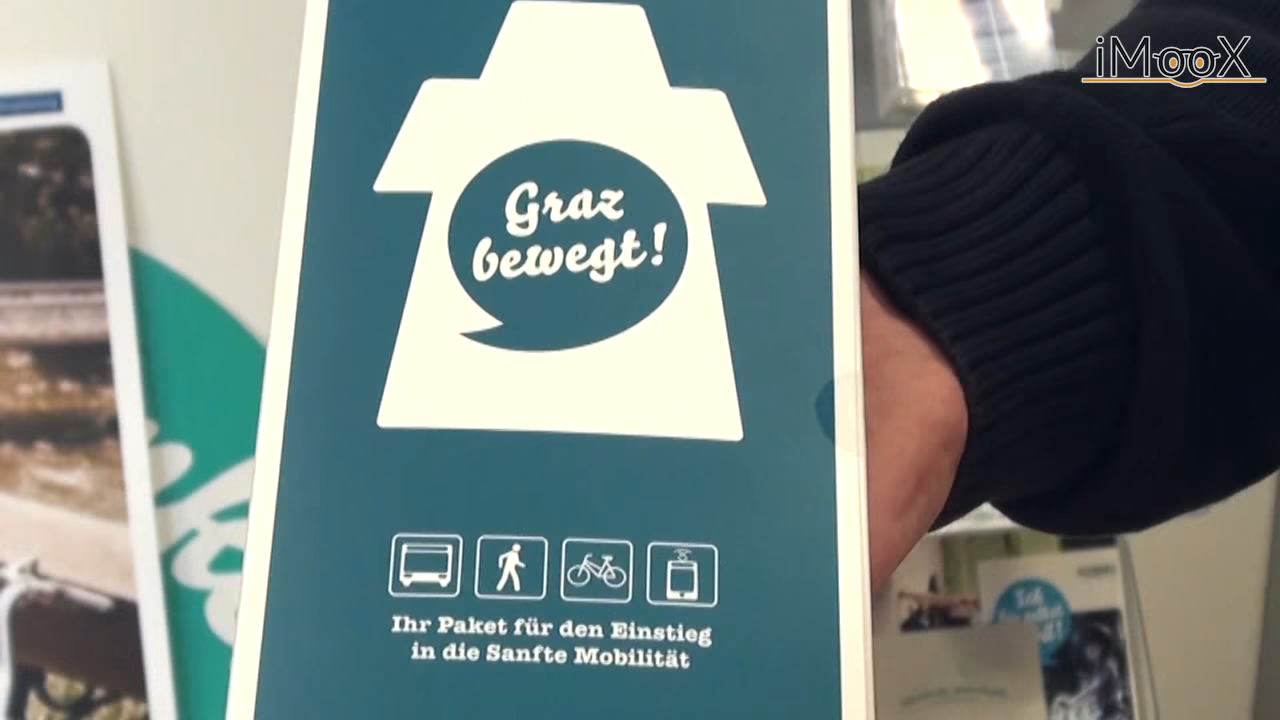 iMooX
Graz
bewegt!
Ihr Paket für den Einstieg
in die Sanfte Mobilität